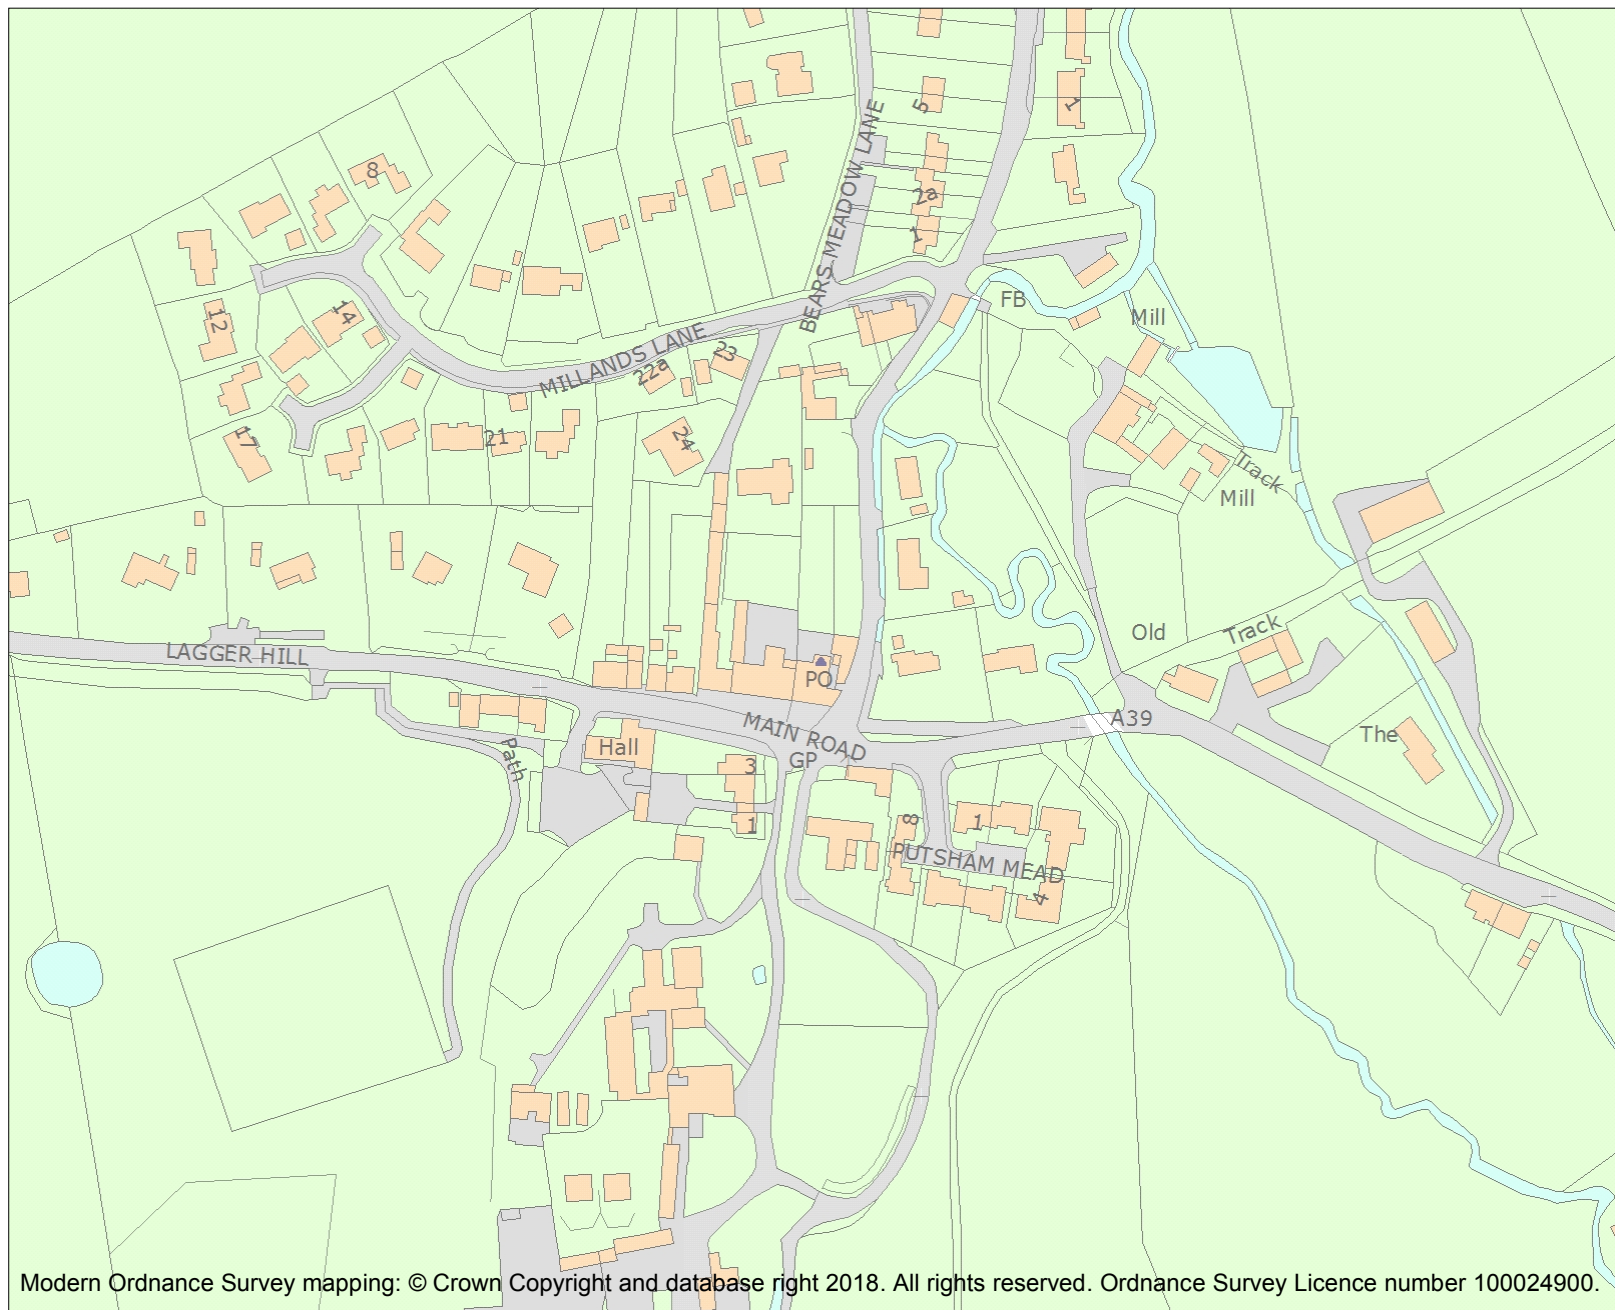 1
5
BEARS MEADOW LANE
8
2a
1
FB
12
14
Mill
MILLANDS LANE
23
22a
17
21
24
Track
Mill
Old
Track
LAGGER HILL
PO
MAIN ROAD
A39
Path
Hall
GP
The
3
1
8
1
PUTSHAM MEAD
4
Modern Ordnance Survey mapping: © Crown Copyright and database right 2018. All rights reserved. Ordnance Survey Licence number 100024900.